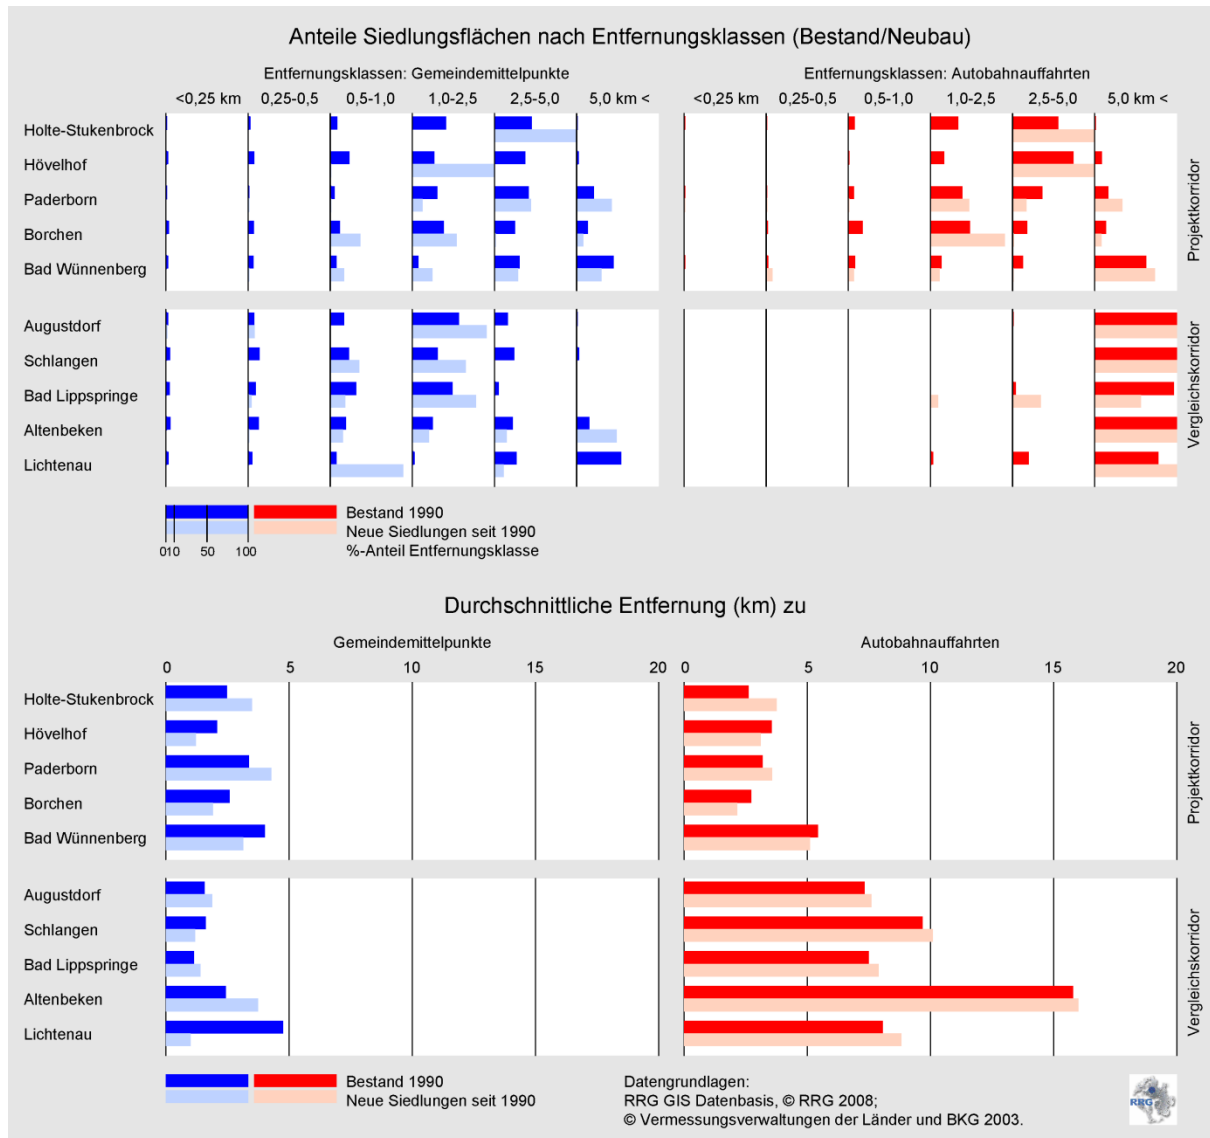 Anteile Siedlungsflächen nach Entfernungsklassen (Bestand/Neubau)
Entfernungsklassen: Gemeindemittelpunkte
Entfernungsklassen: Autobahnauffahrten
<0,25 km 0,25-0,5 0,5-1,0 1,0-2,5 2,5-5,0 5,0 km <
<0,25 km 0,25-0,5 0,5-1,0 1,0-2,5 2,5-5,0 5,0 km <
Holte-Stukenbrock
Hövelhof
Paderborn
Borchen
Bad Wünnenberg
Projektkorridor
Augustdorf
Schlangen
Bad Lippspringe
Altenbeken
Lichtenau
Vergleichskorridor
Bestand 1990
Neue Siedlungen seit 1990
010 50 100 %-Anteil Entfernungsklasse
Durchschnittliche Entfernung (km) zu
Gemeindemittelpunkte
Autobahnauffahrten
0 5 10 15 20
0 5 10 15 20
Holte-Stukenbrock
Hövelhof
Paderborn
Borchen
Bad Wünnenberg
Projektkorridor
Augustdorf
Schlangen
Bad Lippspringe
Altenbeken
Lichtenau
Vergleichskorridor
Bestand 1990
Neue Siedlungen seit 1990
Datengrundlagen:
RRG GIS Datenbasis, © RRG 2008;
© Vermessungsverwaltungen der Länder und BKG 2003.
RRG